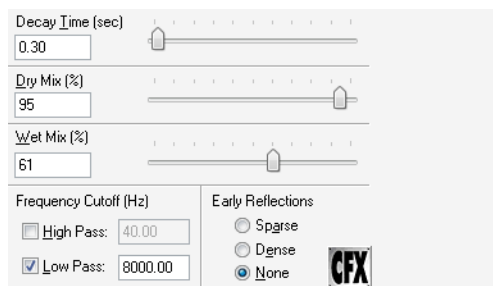 Decay Time (sec)
0.30
Dry Mix (%)
95
Wet Mix (%)
61
Frequency Cutoff (Hz)
High Pass: 40.00
Low Pass: 8000.00
Early Reflections
Sparse
Dense
None
CFX